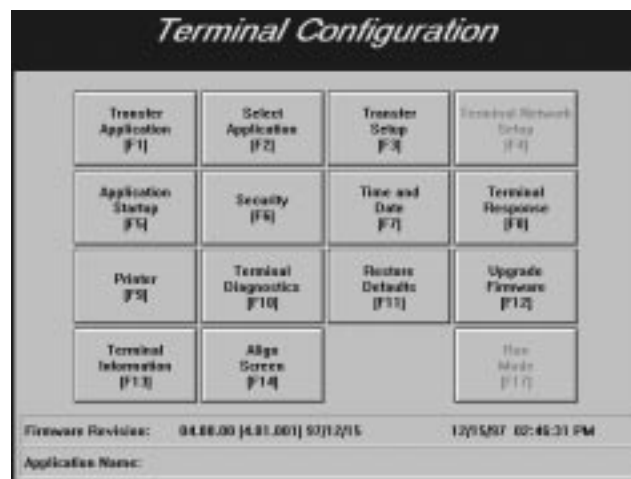 Terminal Configuration
Transfer
Application
[F1]
Select
Application
[F2]
Transfer
Setup
[F3]
Terminal Network
Setup
[F4]
Application
Startup
[F5]
Security
[F6]
Time and
Date
[F7]
Terminal
Response
[F8]
Printer
[F9]
Terminal
Diagnostics
[F10]
Restore
Defaults
[F11]
Upgrade
Firmware
[F12]
Terminal
Information
[F13]
Align
Screen
[F14]
Run
Mode
[F17]
Firmware Revision: 04.00.00 [4.01.001] 97/12/15 12/15/97 02:46:31 PM
Application Name: